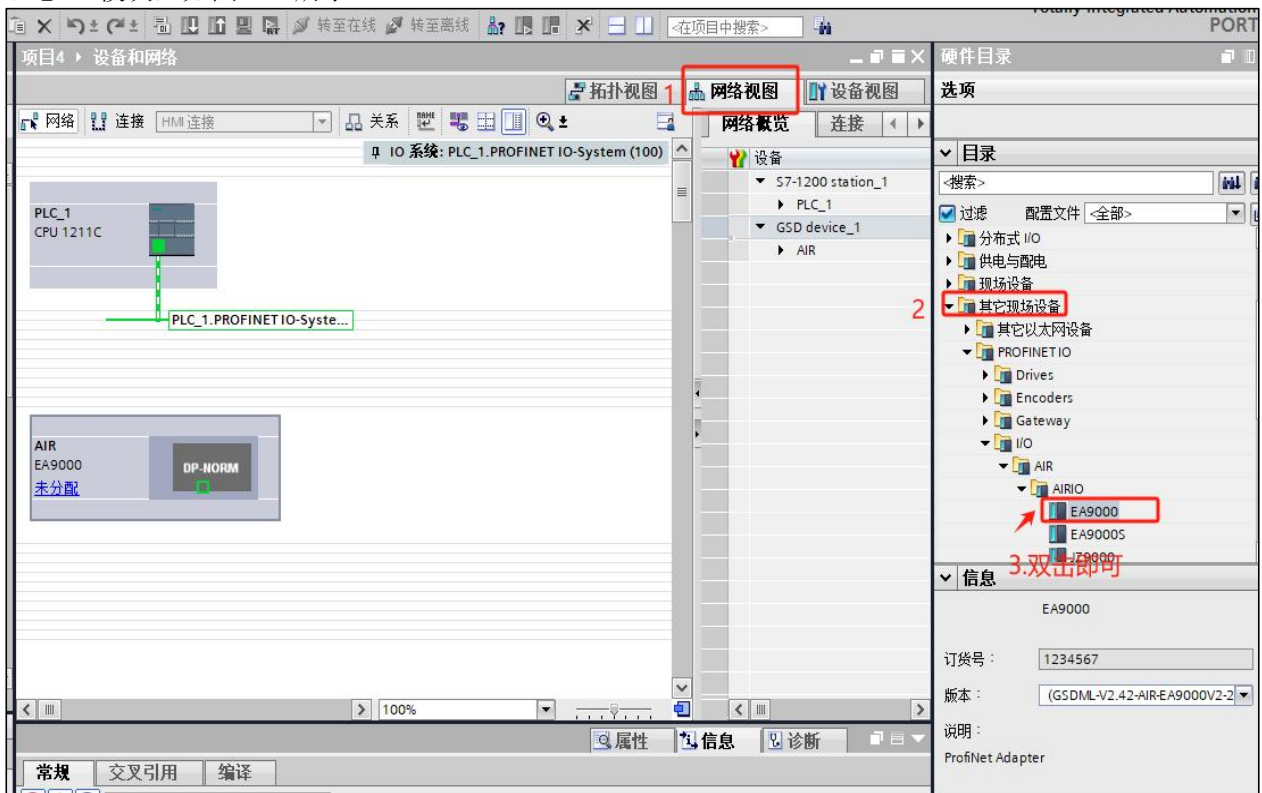 Totally Integrated Automation
PORT
转至在线 转至离线 <在项目中搜索>
项目4 › 设备和网络
硬件目录
拓扑视图 1 网络视图 设备视图
选项
网络 连接 HMI 连接 关系
网络概览 连接
IO 系统: PLC_1.PROFINET IO-System (100)
目录
设备
S7-1200 station_1
<搜索>
PLC_1
过滤 配置文件 <全部>
GSD device_1
AIR
PLC_1
CPU 1211C
PLC_1.PROFINET IO-Syste...
AIR
EA9000
未分配
DP-NORM
分布式 I/O
供电与配电
现场设备
2 其它现场设备
其它以太网设备
PROFINET IO
Drives
Encoders
Gateway
I/O
AIR
AIRIO
EA9000
EA9000S
JZ9000
3.双击即可
信息
EA9000
订货号：
1234567
版本：
(GSDML-V2.42-AIR-EA9000V2-2
说明：
ProfiNet Adapter
100%
属性 信息 诊断
常规 交叉引用 编译